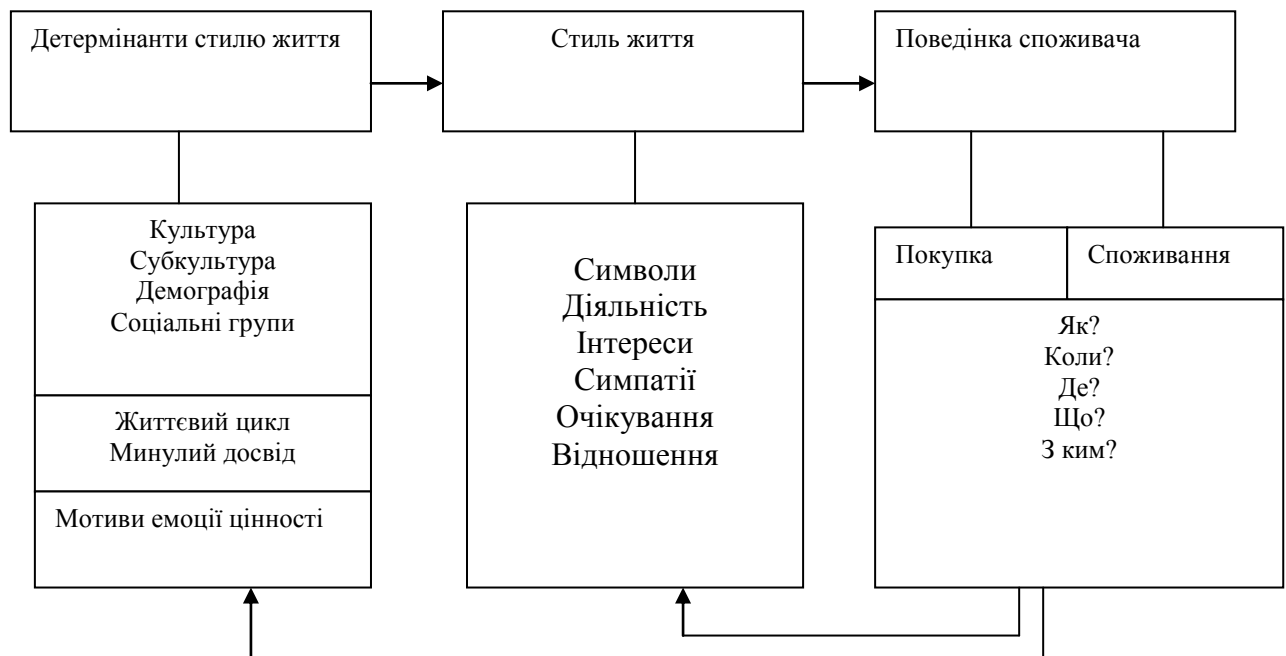 Детермінанти стилю життя
Стиль життя
Поведінка споживача
Культура
Субкультура
Демографія
Соціальні групи
Життєвий цикл
Минулий досвід
Мотиви емоції цінності
Символи
Діяльність
Інтереси
Симпатії
Очікування
Відношення
Покупка
Споживання
Як?
Коли?
Де?
Що?
З ким?